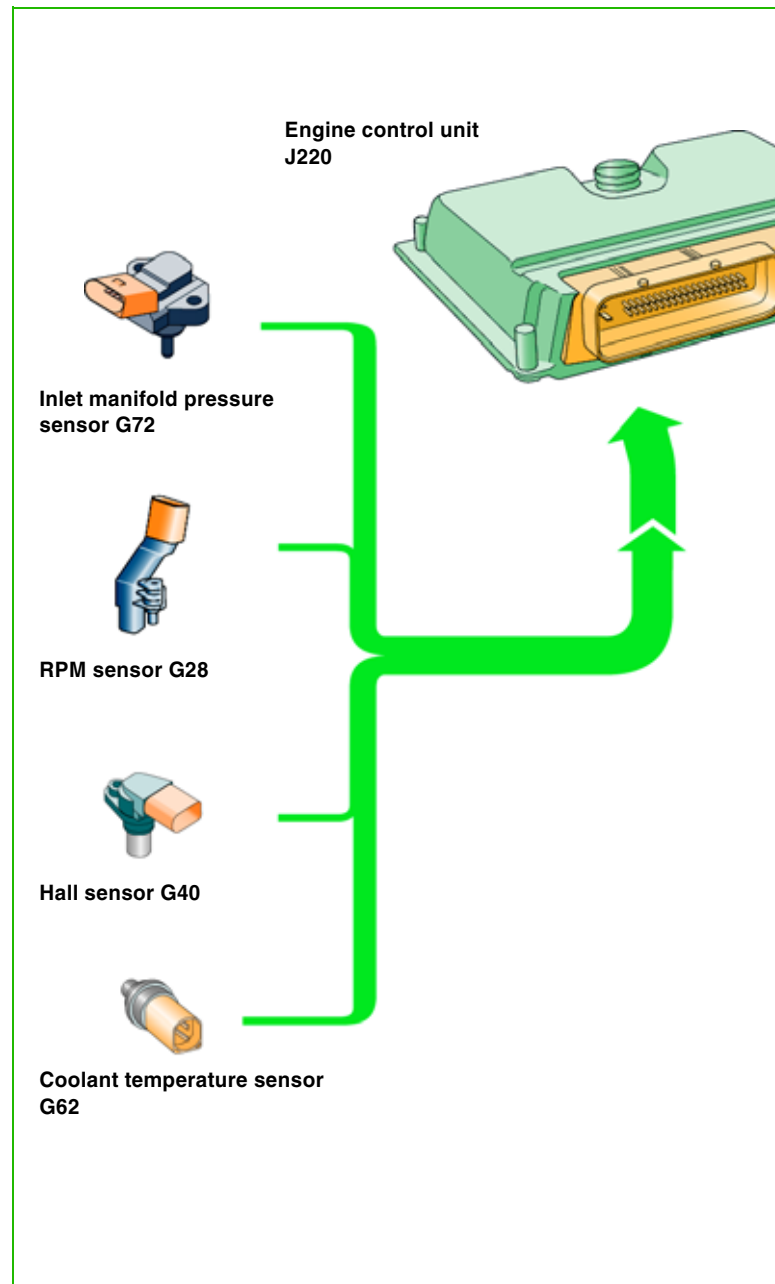 Engine control unit
J220
Inlet manifold pressure
sensor G72
RPM sensor G28
Hall sensor G40
Coolant temperature sensor
G62